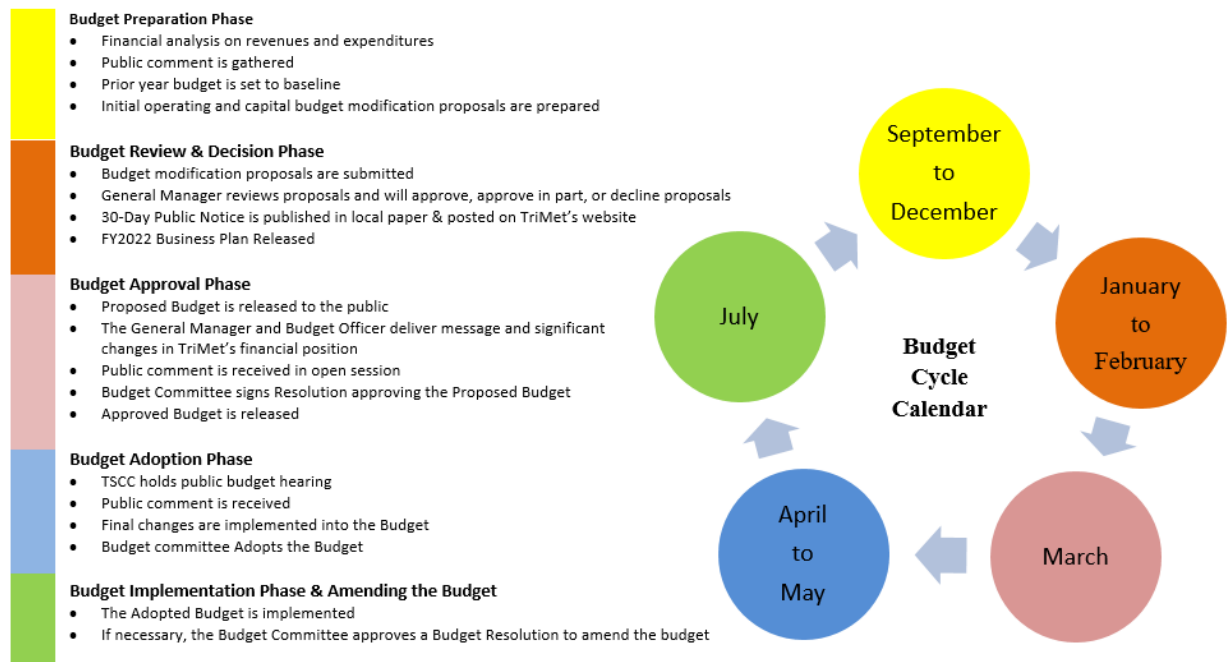 Budget Preparation Phase
• Financial analysis on revenues and expenditures
• Public comment is gathered
• Prior year budget is set to baseline
• Initial operating and capital budget modification proposals are prepared
Budget Review & Decision Phase
• Budget modification proposals are submitted
• General Manager reviews proposals and will approve, approve in part, or decline proposals
• 30-Day Public Notice is published in local paper & posted on TriMet's website
• FY2022 Business Plan Released
Budget Approval Phase
• Proposed Budget is released to the public
• The General Manager and Budget Officer deliver message and significant
changes in TriMet's financial position
• Public comment is received in open session
• Budget Committee signs Resolution approving the Proposed Budget
• Approved Budget is released
Budget Adoption Phase
• TSCC holds public budget hearing
• Public comment is received
• Final changes are implemented into the Budget
• Budget committee Adopts the Budget
Budget Implementation Phase & Amending the Budget
• The Adopted Budget is implemented
• If necessary, the Budget Committee approves a Budget Resolution to amend the budget
September
to
December
January
to
February
March
April
to
May
July
Budget
Cycle
Calendar